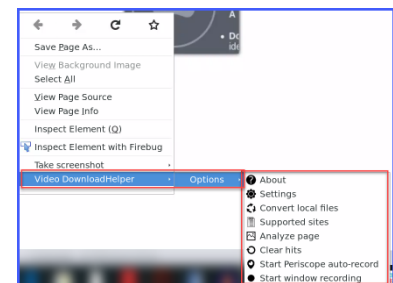 A
• Do
ide
Save Page As...
View Background Image
Select All
View Page Source
View Page Info
Inspect Element (Q)
Inspect Element with Firebug
Take screenshot
Video DownloadHelper Options
About
Settings
Convert local files
Supported sites
Analyze page
Clear hits
Start Periscope auto-record
Start window recording